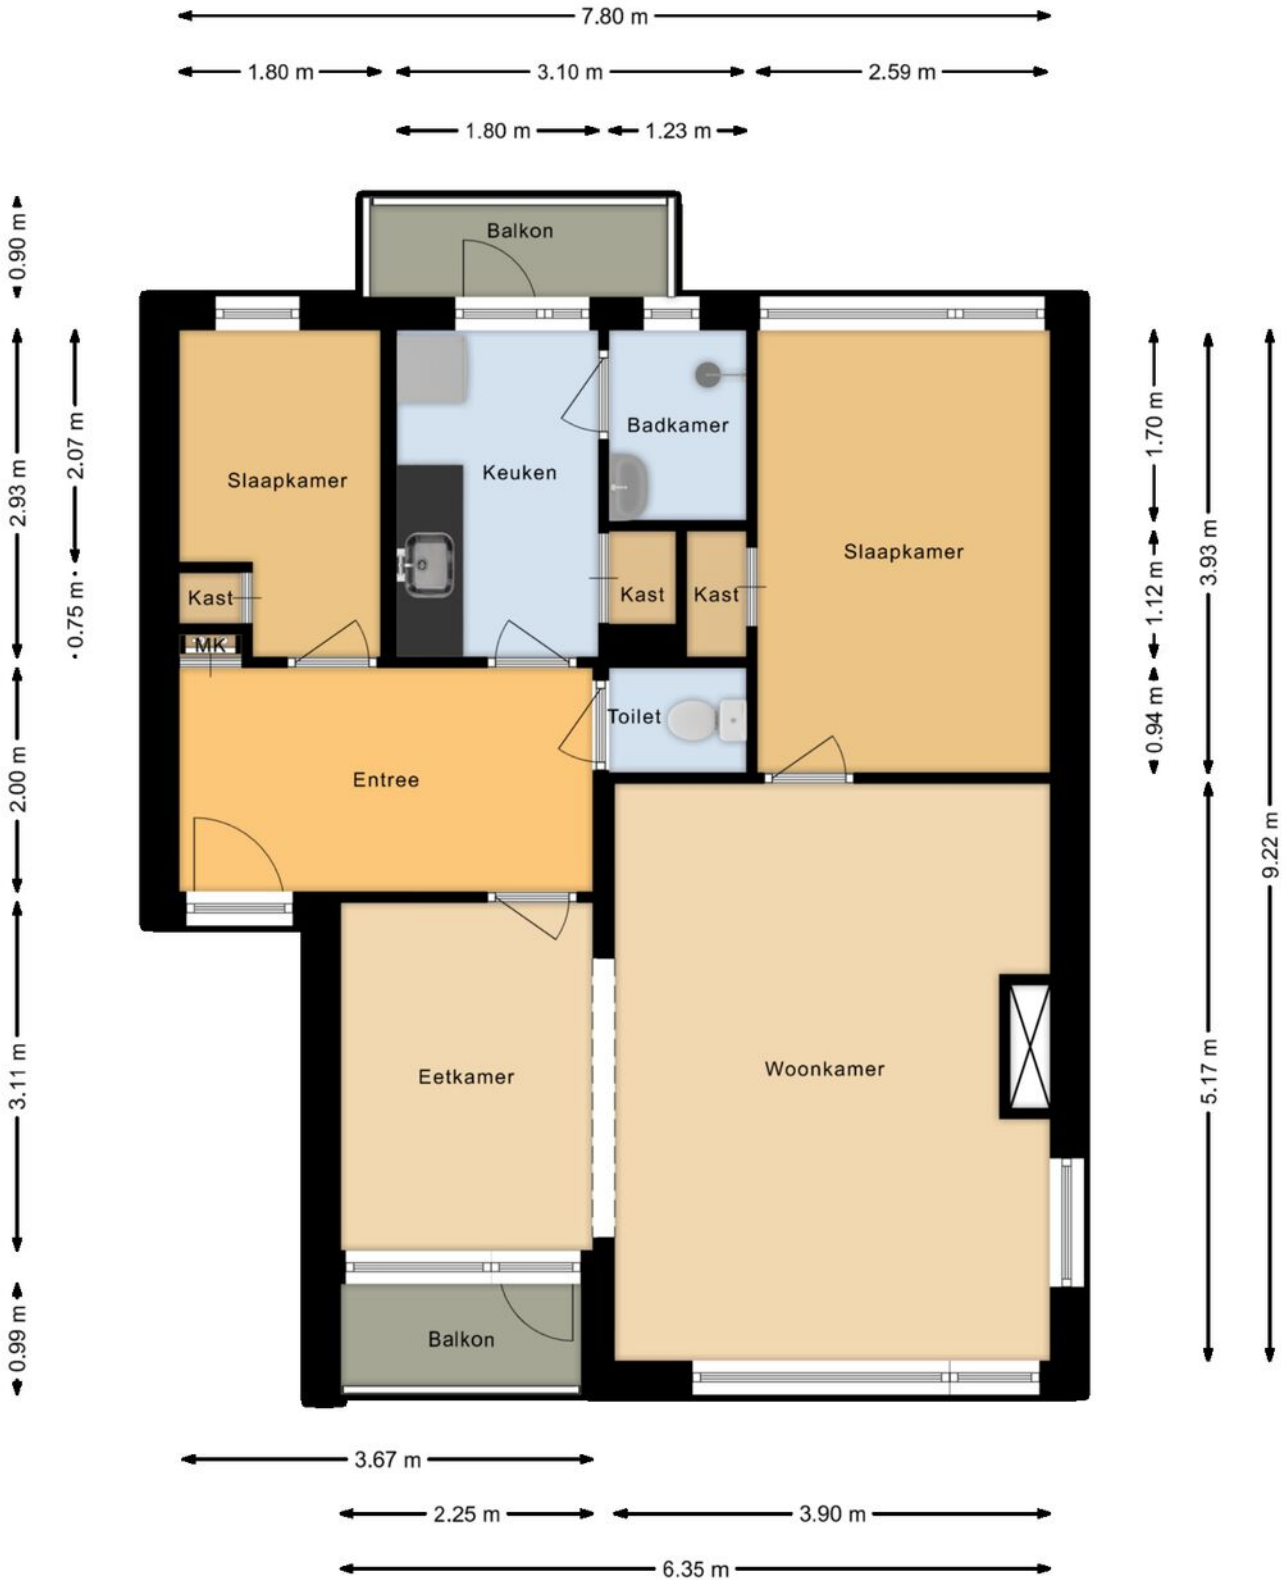 7.80 m
1.80 m
3.10 m
2.59 m
1.80 m
1.23 m
0.90 m
Balkon
2.93 m
2.07 m
0.75 m
Slaapkamer
Keuken
Badkamer
Slaapkamer
1.70 m
3.93 m
9.22 m
Kast
Kast
Kast
1.12 m
MK
Toilet
0.94 m
2.00 m
Entree
3.11 m
Eetkamer
Woonkamer
5.17 m
0.99 m
Balkon
3.67 m
2.25 m
3.90 m
6.35 m